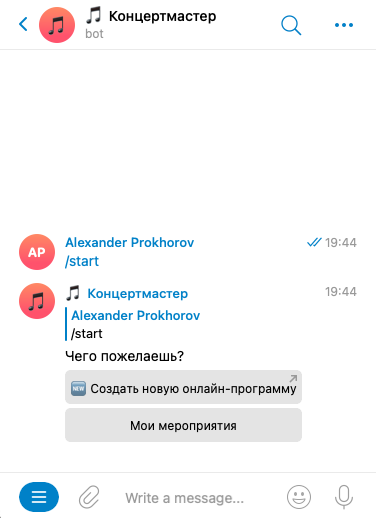 🎵 Концертмастер
bot
Alexander Prokhorov 19:44
AP
/start
🎵 Концертмастер 19:44
Alexander Prokhorov
/start
Чего пожелаешь?
🆕 Создать новую онлайн-программу
Мои мероприятия
Write a message...